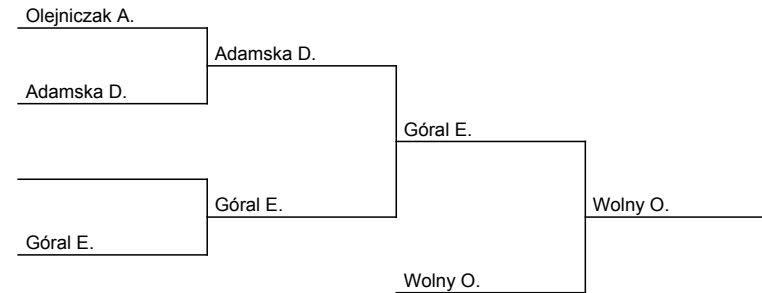 Olejniczak A.
Adamska D.
Adamska D.
Góral E.
Góral E.
Wolny O.
Góral E.
Wolny O.